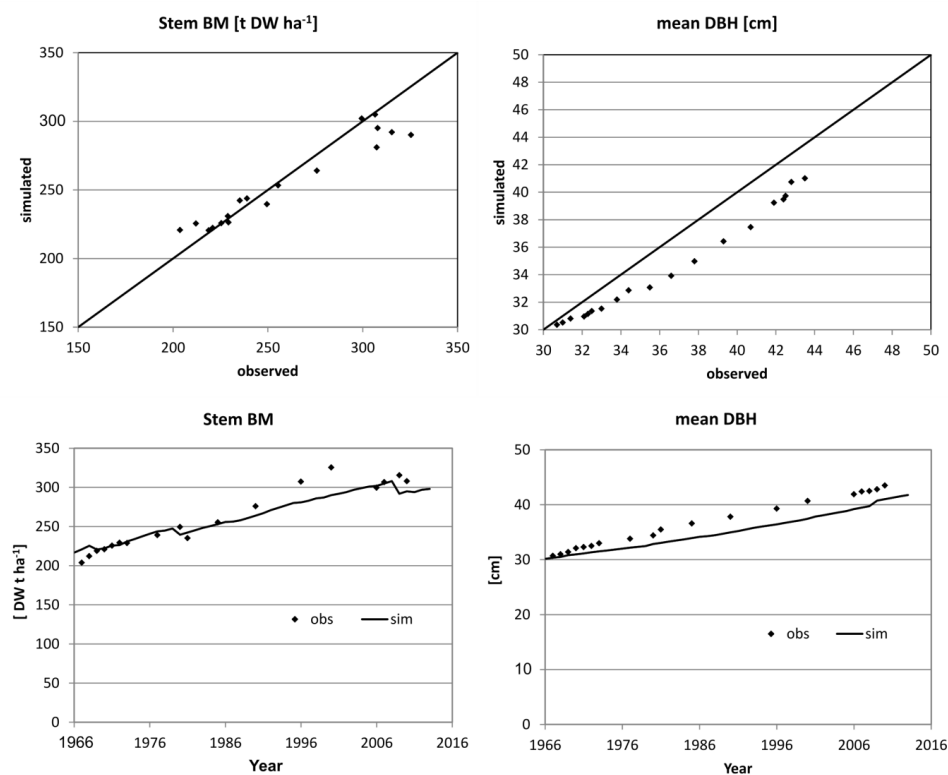 Stem BM [t DW ha⁻¹]
350
300
250
200
150
simulated
150 200 250 300 350
observed
mean DBH [cm]
50
48
46
44
42
40
38
36
34
32
30
simulated
30 32 34 36 38 40 42 44 46 48 50
observed
Stem BM
350
300
250
200
150
100
50
0
[ DW t ha⁻¹]
obs sim
1966 1976 1986 1996 2006 2016
Year
mean DBH
50
40
30
20
10
0
[cm]
obs sim
1966 1976 1986 1996 2006 2016
Year